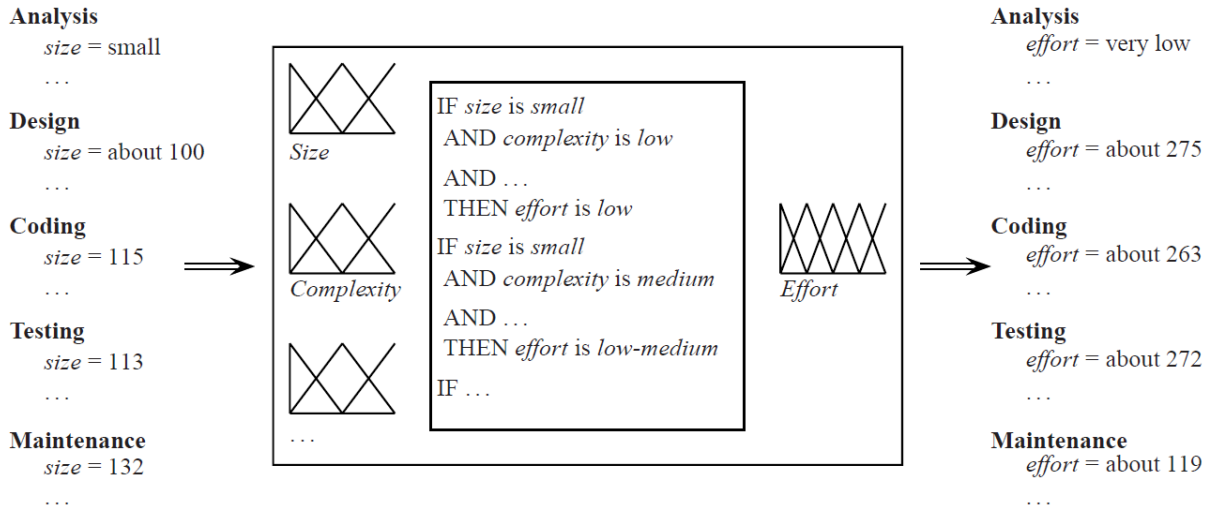 Analysis
size = small
. . .
Design
size = about 100
. . .
Coding
size = 115
. . .
Testing
size = 113
. . .
Maintenance
size = 132
. . .
Size
Complexity
. . .
IF size is small
AND complexity is low
AND . . .
THEN effort is low
IF size is small
AND complexity is medium
AND . . .
THEN effort is low-medium
IF . . .
Effort
Analysis
effort = very low
. . .
Design
effort = about 275
. . .
Coding
effort = about 263
. . .
Testing
effort = about 272
. . .
Maintenance
effort = about 119
. . .